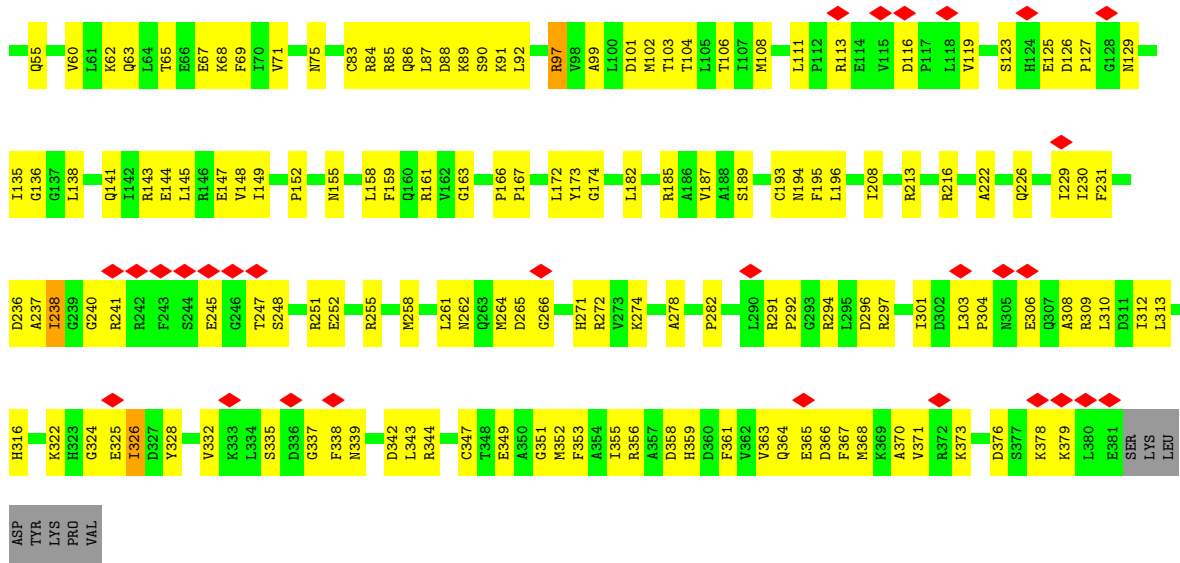 Q55 V60 L61 K62 Q63 L64 T65 E66 E67 K68 F69 I70 V71 N75 C83 R84 R85 Q86 L87 D88 K89 S90 K91 L92 R97 V98 A99 L100 D101 M102 T103 T104 L105 T106 I107 M108 L111 P112 R113 E114 V115 D116 P117 L118 V119 S123 H124 E125 D126 P127 G128 N129
I135 G136 G137 L138 Q141 I142 R143 E144 L145 R146 E147 V148 I149 P152 N155 L158 F159 Q160 R161 V162 G163 P166 P167 L172 Y173 G174 L182 R185 A186 V187 A188 S189 C193 N194 F195 L196 I208 R213 R216 A222 Q226 I229 I230 F231
D236 A237 I238 G239 G240 R241 R242 F243 S244 E245 G246 T247 S248 R251 E252 R255 M258 L261 N262 Q263 M264 D265 G266 H271 R272 V273 K274 A278 P282 L290 R291 P292 G293 R294 L295 D296 R297 I301 D302 L303 P304 N305 E306 Q307 A308 R309 L310 D311 I312 L313
H316 K322 H323 G324 E325 I326 D327 Y328 V332 K333 L334 S335 D336 G337 F338 N339 D342 L343 R344 C347 T348 E349 A350 G351 M352 F353 A354 I355 R356 A357 D358 H359 D360 F361 V362 V363 Q364 E365 D366 F367 M368 K369 A370 V371 R372 K373 D376 S377 K378 K379 L380 E381 SER LYS LEU
ASP TYR LYS PRO VAL